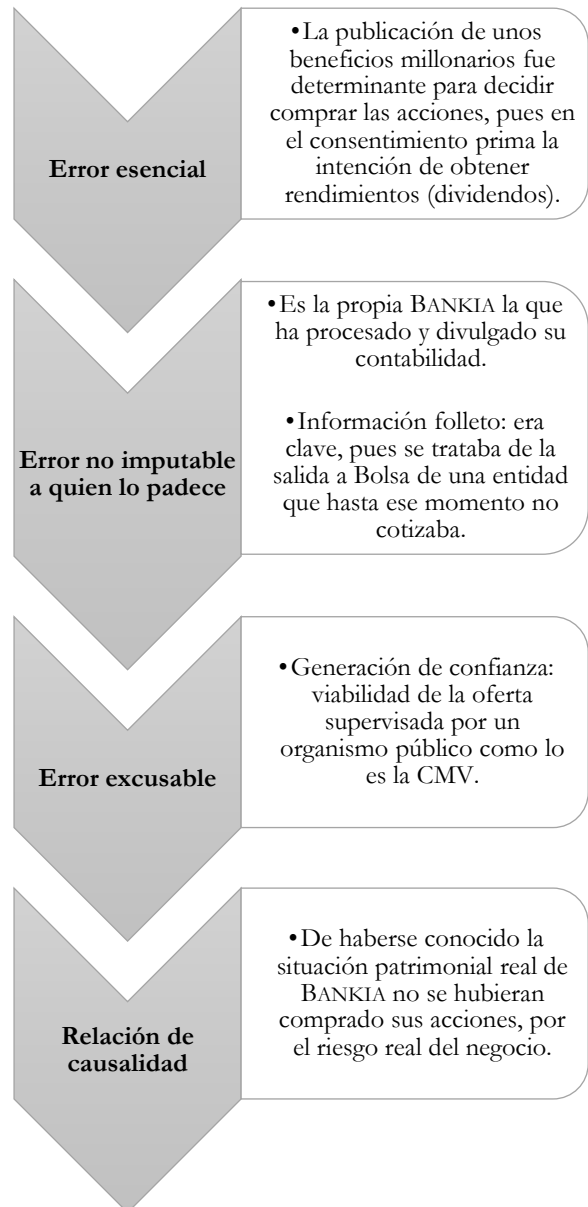 Error esencial
•La publicación de unos
beneficios millonarios fue
determinante para decidir
comprar las acciones, pues en
el consentimiento prima la
intención de obtener
rendimientos (dividendos).
Error no imputable
a quien lo padece
•Es la propia BANKIA la que
ha procesado y divulgado su
contabilidad.
•Información folleto: era
clave, pues se trataba de la
salida a Bolsa de una entidad
que hasta ese momento no
cotizaba.
Error excusable
•Generación de confianza:
viabilidad de la oferta
supervisada por un
organismo público como lo
es la CMV.
Relación de
causalidad
•De haberse conocido la
situación patrimonial real de
BANKIA no se hubieran
comprado sus acciones, por
el riesgo real del negocio.